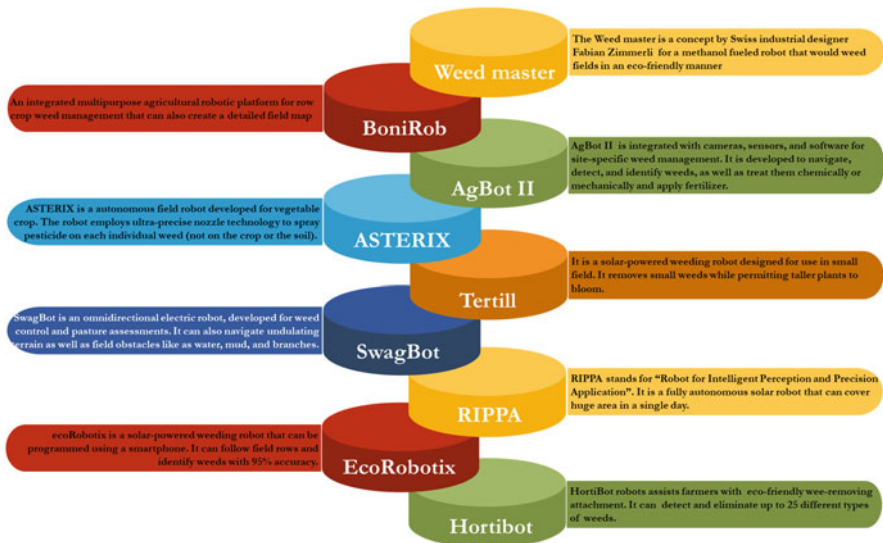 Weed master
The Weed master is a concept by Swiss industrial designer
Fabian Zimmerli for a methanol fueled robot that would weed
fields in an eco-friendly manner
An integrated multipurpose agricultural robotic platform for row
crop weed management that can also create a detailed field map
BoniRob
AgBot II
AgBot II is integrated with cameras, sensors, and software for
site-specific weed management. It is developed to navigate,
detect, and identify weeds, as well as treat them chemically or
mechanically and apply fertilizer.
ASTERIX is a autonomous field robot developed for vegetable
crop. The robot employs ultra-precise nozzle technology to spray
pesticide on each individual weed (not on the crop or the soil).
ASTERIX
Tertill
It is a solar-powered weeding robot designed for use in small
field. It removes small weeds while permitting taller plants to
bloom.
SwagBot is an omnidirectional electric robot, developed for weed
control and pasture assessments. It can also navigate undulating
terrain as well as field obstacles like as water, mud, and branches.
SwagBot
RIPPA
RIPPA stands for “Robot for Intelligent Perception and Precision
Application”. It is a fully autonomous solar robot that can cover
huge area in a single day.
ecoRobotix is a solar-powered weeding robot that can be
programmed using a smartphone. It can follow field rows
and identify weeds with 95% accuracy.
EcoRobotix
Hortibot
HortiBot robots assists farmers with eco-friendly wee-removing
attachment. It can detect and eliminate up to 25 different types
of weeds.